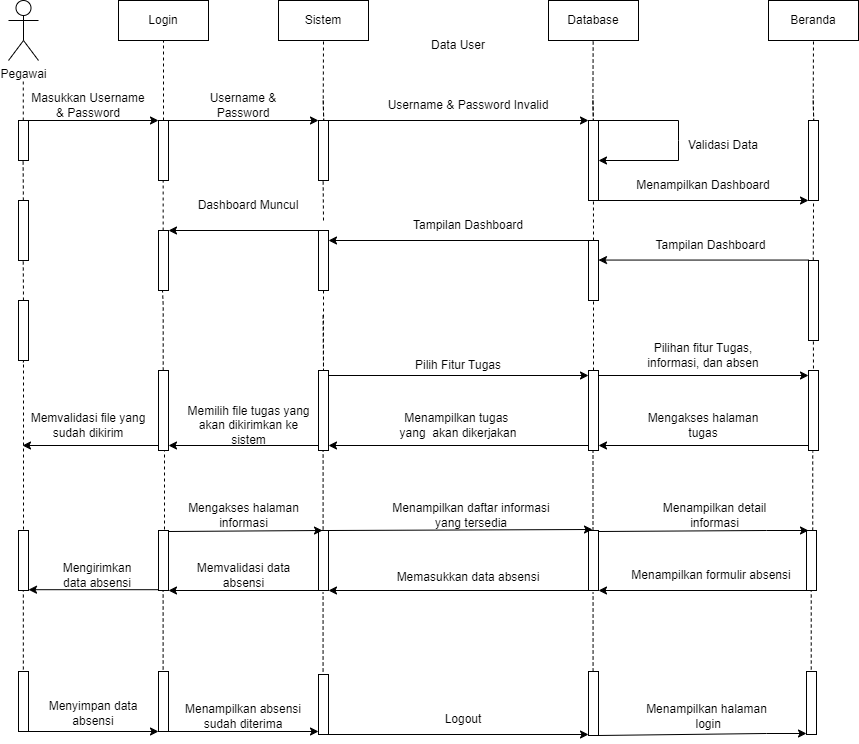 Login
Sistem
Database
Beranda
Data User
Pegawai
Masukkan Username
& Password
Username &
Password
Username & Password Invalid
Validasi Data
Menampilkan Dashboard
Dashboard Muncul
Tampilan Dashboard
Tampilan Dashboard
Pilih Fitur Tugas
Pilihan fitur Tugas,
informasi, dan absen
Memvalidasi file yang
sudah dikirim
Memilih file tugas yang
akan dikirimkan ke
sistem
Menampilkan tugas
yang akan dikerjakan
Mengakses halaman
tugas
Mengakses halaman
informasi
Menampilkan daftar informasi
yang tersedia
Menampilkan detail
informasi
Mengirimkan
data absensi
Memvalidasi data
absensi
Memasukkan data absensi
Menampilkan formulir absensi
Menyimpan data
absensi
Menampilkan absensi
sudah diterima
Logout
Menampilkan halaman
login